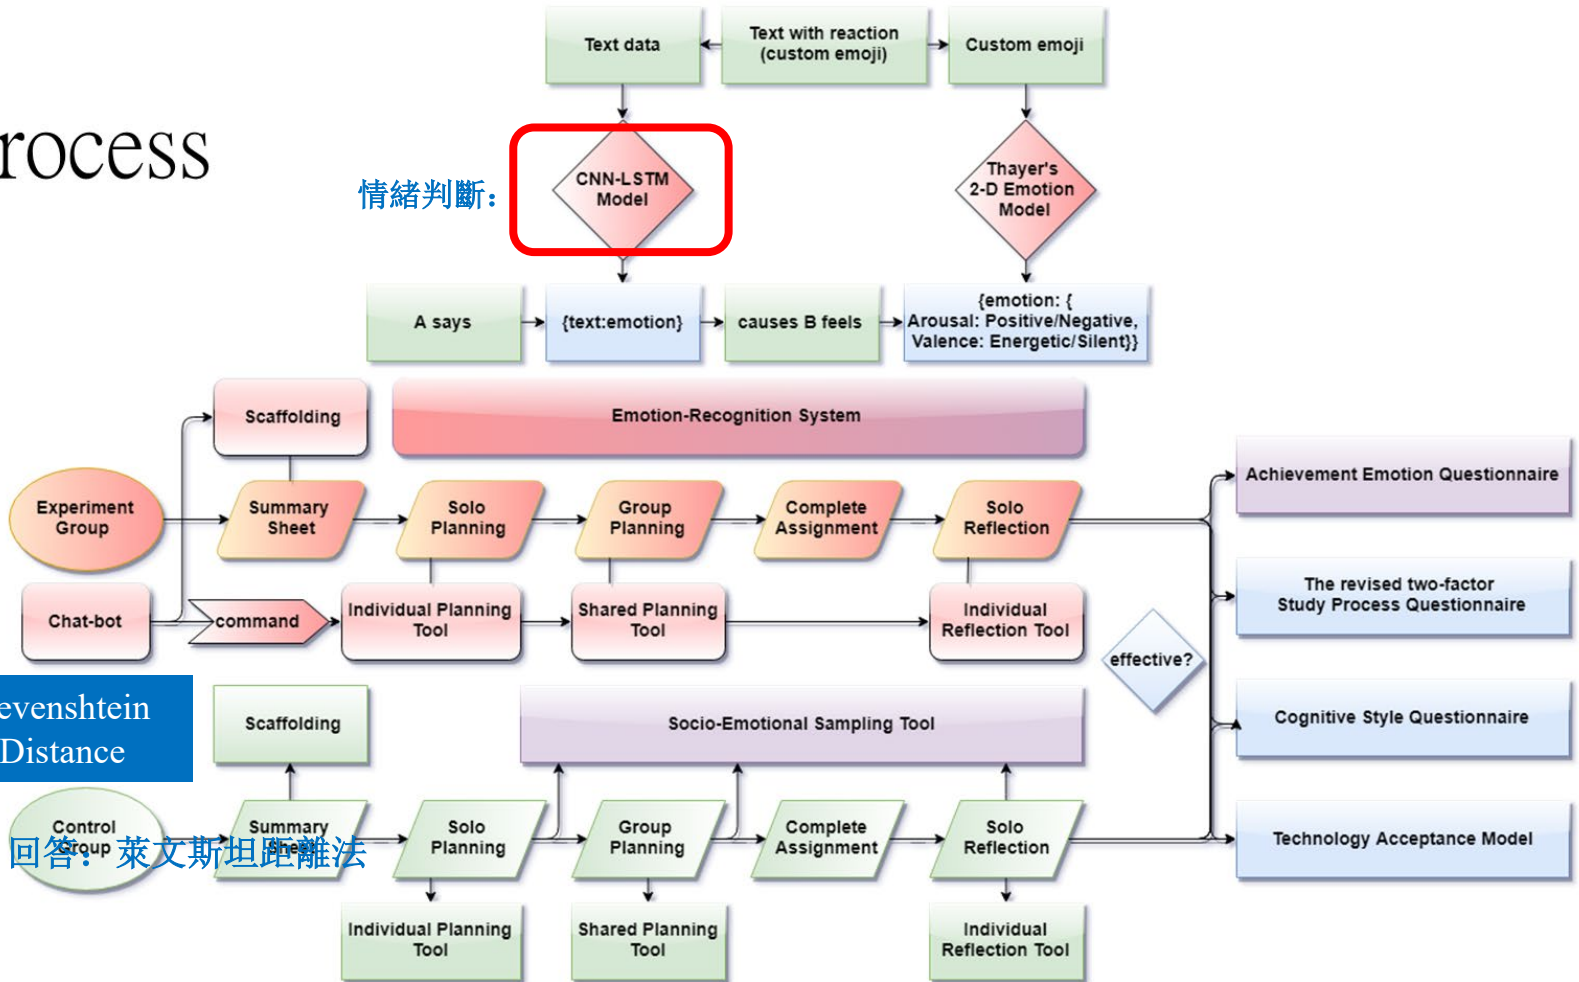 Text data
Text with reaction
(custom emoji)
Custom emoji
rocess
情緒判斷：
CNN-LSTM
Model
Thayer's
2-D Emotion
Model
A says
{text:emotion}
causes B feels
{emotion: {
Arousal: Positive/Negative,
Valence: Energetic/Silent}}
Scaffolding
Emotion-Recognition System
Experiment
Group
Summary
Sheet
Solo
Planning
Group
Planning
Complete
Assignment
Solo
Reflection
Achievement Emotion Questionnaire
Chat-bot
command
Individual Planning
Tool
Shared Planning
Tool
Individual
Reflection Tool
The revised two-factor
Study Process Questionnaire
effective?
evenshtein
Distance
Scaffolding
Socio-Emotional Sampling Tool
Cognitive Style Questionnaire
Control
Group
Summary
Sheet
Solo
Planning
Group
Planning
Complete
Assignment
Solo
Reflection
Technology Acceptance Model
回答：萊文斯坦距離法
Individual Planning
Tool
Shared Planning
Tool
Individual
Reflection Tool